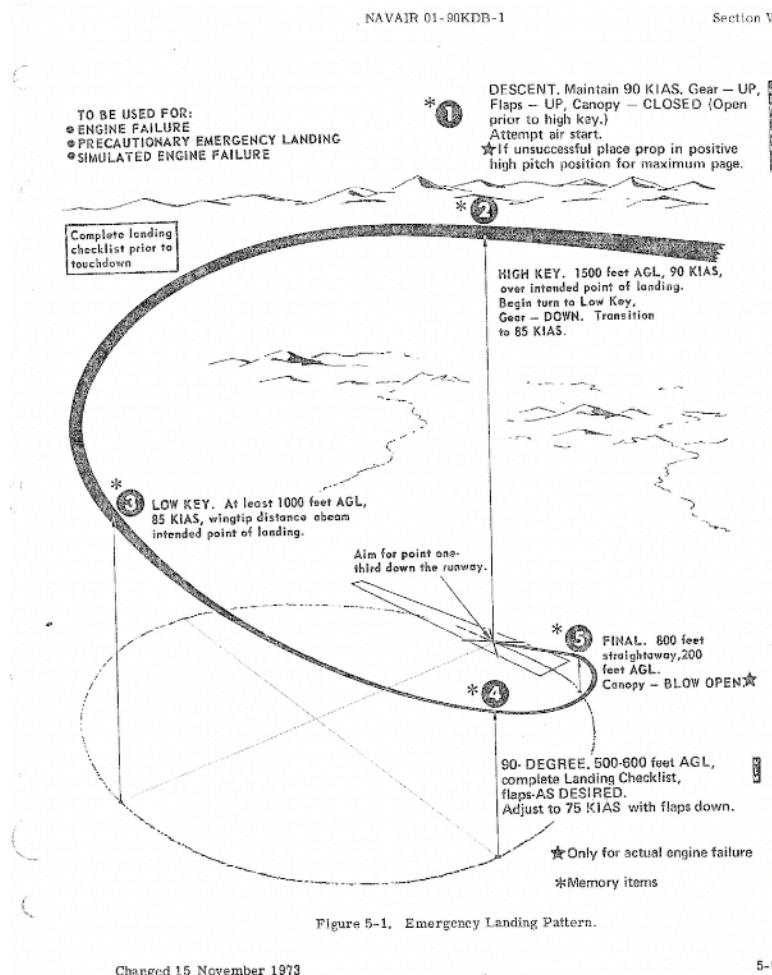 NAVAIR 01-90KDB-1
Section V
TO BE USED FOR:
ENGINE FAILURE
PRECAUTIONARY EMERGENCY LANDING
SIMULATED ENGINE FAILURE
*1
DESCENT. Maintain 90 KIAS. Gear — UP,
Flaps — UP, Canopy — CLOSED (Open
prior to high key.)
Attempt air start.
★If unsuccessful place prop in positive
high pitch position for maximum page.
*2
Complete landing
checklist prior to
touchdown
HIGH KEY. 1500 feet AGL, 90 KIAS,
over intended point of landing.
Begin turn to Low Key,
Gear — DOWN. Transition
to 85 KIAS.
*3
LOW KEY. At least 1000 feet AGL,
85 KIAS, wingtip distance abeam
intended point of landing.
Aim for point one-
third down the runway.
*5
FINAL. 800 feet
straightaway,200
feet AGL.
Canopy — BLOW OPEN★
*4
90- DEGREE. 500-600 feet AGL,
complete Landing Checklist,
flaps-AS DESIRED.
Adjust to 75 KIAS with flaps down.
★Only for actual engine failure
*Memory items
Figure 5-1. Emergency Landing Pattern.
Changed 15 November 1973